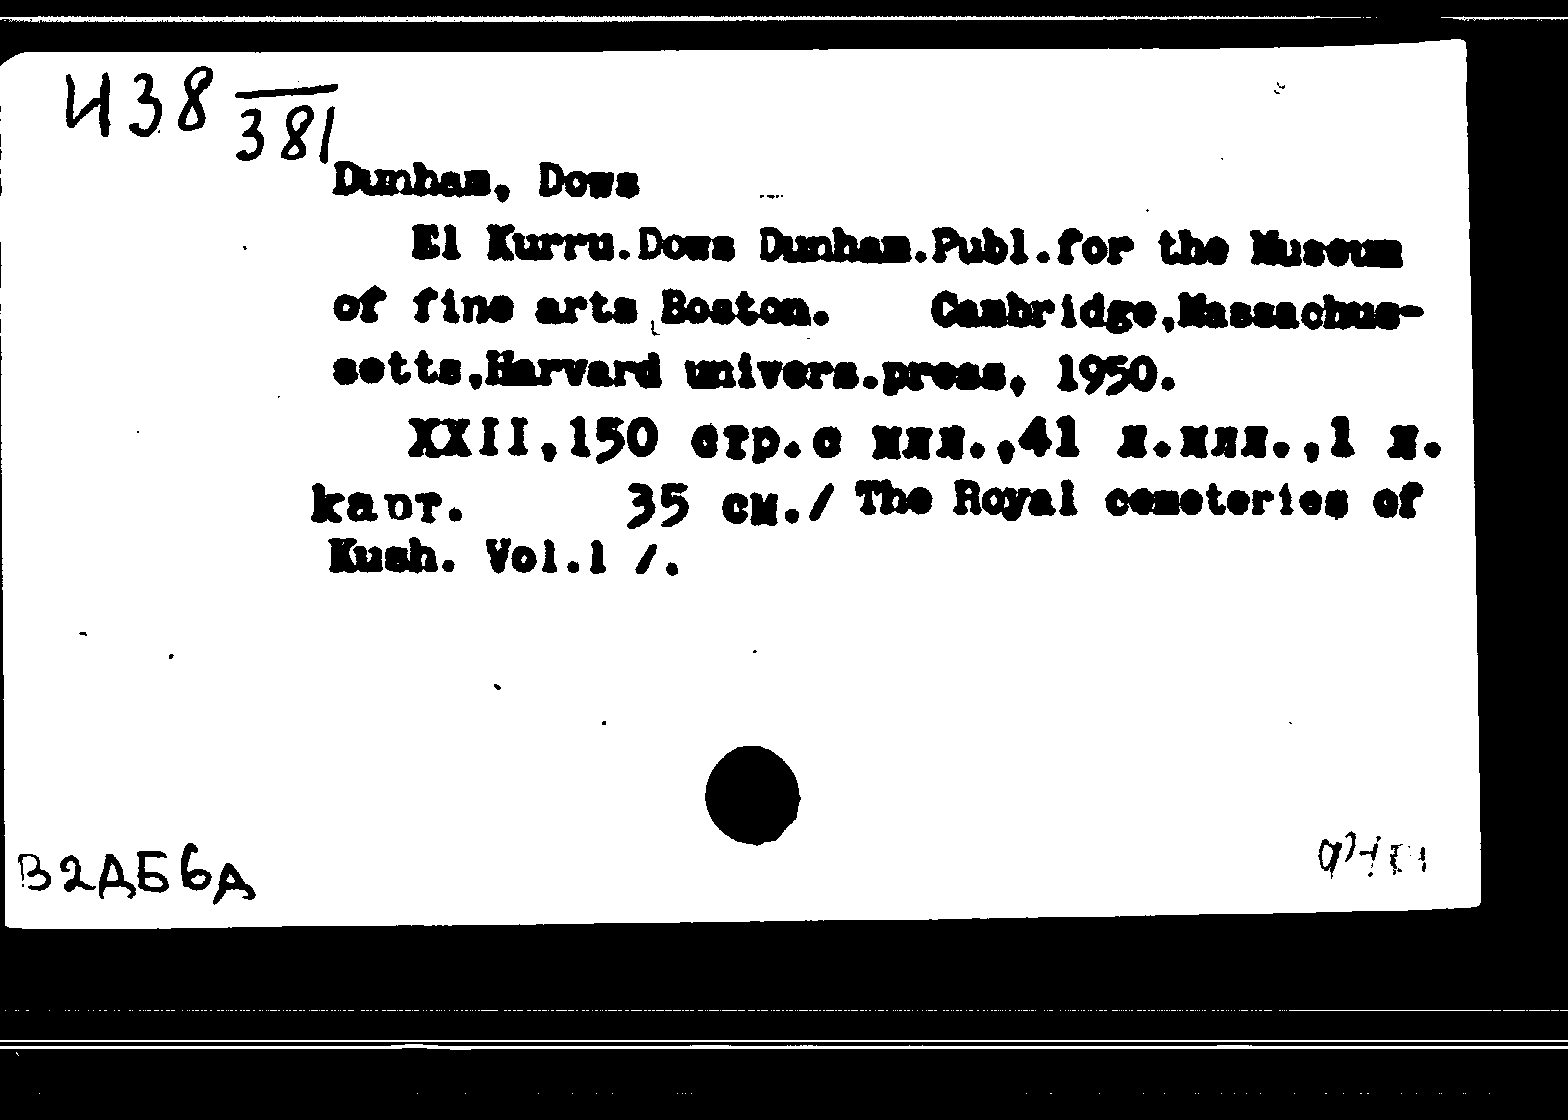 И38 381
Dunham, Dows
El Kurru.Dows Dunham.Publ.for the Museum
of fine arts Boston. Cambridge,Massachus-
setts,Harvard univers.press, 1950.
XXII,150 стр.с илл.,41 л.илл.,1 л.
карт. 35 см./ The Royal cemeteries of
Kush. Vol.1 /.
В2ДБ6Д